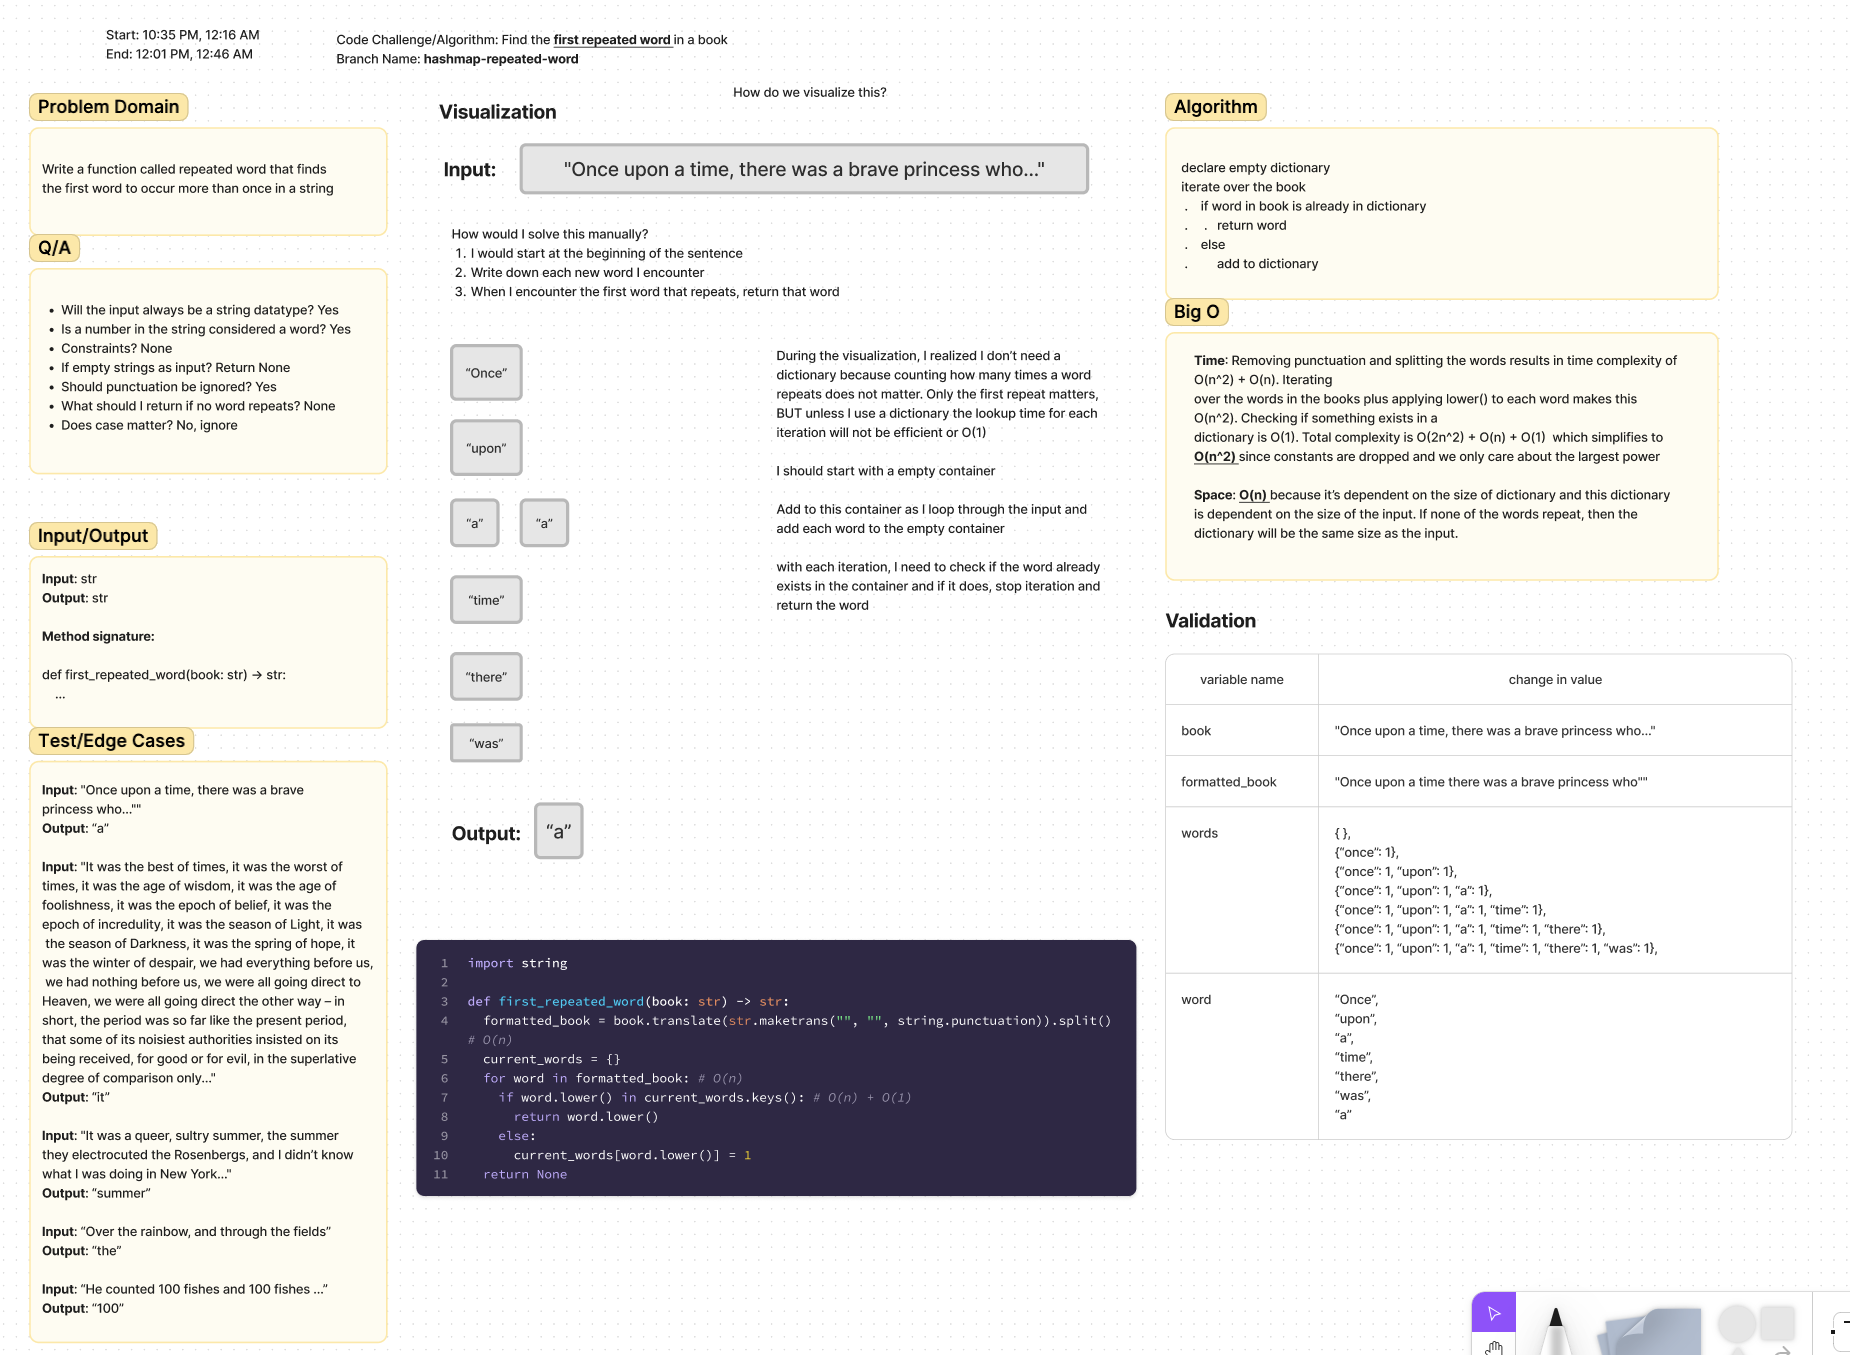 Start: 10:35 PM, 12:16 AM
End: 12:01 PM, 12:46 AM
Code Challenge/Algorithm: Find the first repeated word in a book
Branch Name: hashmap-repeated-word
Problem Domain
Write a function called repeated word that finds
the first word to occur more than once in a string
Q/A
• Will the input always be a string datatype? Yes
• Is a number in the string considered a word? Yes
• Constraints? None
• If empty strings as input? Return None
• Should punctuation be ignored? Yes
• What should I return if no word repeats? None
• Does case matter? No, ignore
Input/Output
Input: str
Output: str
Method signature:
def first_repeated_word(book: str) → str:
...
Test/Edge Cases
Input: "Once upon a time, there was a brave
princess who...""
Output: “a”
Input: "It was the best of times, it was the worst of
times, it was the age of wisdom, it was the age of
foolishness, it was the epoch of belief, it was the
epoch of incredulity, it was the season of Light, it was
the season of Darkness, it was the spring of hope, it
was the winter of despair, we had everything before us,
we had nothing before us, we were all going direct to
Heaven, we were all going direct the other way – in
short, the period was so far like the present period,
that some of its noisiest authorities insisted on its
being received, for good or for evil, in the superlative
degree of comparison only..."
Output: “it”
Input: "It was a queer, sultry summer, the summer
they electrocuted the Rosenbergs, and I didn’t know
what I was doing in New York..."
Output: “summer”
Input: “Over the rainbow, and through the fields”
Output: “the”
Input: “He counted 100 fishes and 100 fishes ...”
Output: “100”
How do we visualize this?
Visualization
Input:
"Once upon a time, there was a brave princess who..."
How would I solve this manually?
1. I would start at the beginning of the sentence
2. Write down each new word I encounter
3. When I encounter the first word that repeats, return that word
“Once”
“upon”
“a” “a”
“time”
“there”
“was”
Output: “a”
During the visualization, I realized I don’t need a
dictionary because counting how many times a word
repeats does not matter. Only the first repeat matters,
BUT unless I use a dictionary the lookup time for each
iteration will not be efficient or O(1)
I should start with a empty container
Add to this container as I loop through the input and
add each word to the empty container
with each iteration, I need to check if the word already
exists in the container and if it does, stop iteration and
return the word
1 import string
2
3 def first_repeated_word(book: str) -> str:
4 formatted_book = book.translate(str.maketrans("", "", string.punctuation)).split()
# O(n)
5 current_words = {}
6 for word in formatted_book: # O(n)
7 if word.lower() in current_words.keys(): # O(n) + O(1)
8 return word.lower()
9 else:
10 current_words[word.lower()] = 1
11 return None
Algorithm
declare empty dictionary
iterate over the book
. if word in book is already in dictionary
. . return word
. else
. add to dictionary
Big O
Time: Removing punctuation and splitting the words results in time complexity of
O(n^2) + O(n). Iterating
over the words in the books plus applying lower() to each word makes this
O(n^2). Checking if something exists in a
dictionary is O(1). Total complexity is O(2n^2) + O(n) + O(1) which simplifies to
O(n^2) since constants are dropped and we only care about the largest power
Space: O(n) because it’s dependent on the size of dictionary and this dictionary
is dependent on the size of the input. If none of the words repeat, then the
dictionary will be the same size as the input.
Validation
variable name change in value
book "Once upon a time, there was a brave princess who..."
formatted_book "Once upon a time there was a brave princess who""
words
{ },
{“once”: 1},
{“once”: 1, “upon”: 1},
{“once”: 1, “upon”: 1, “a”: 1},
{“once”: 1, “upon”: 1, “a”: 1, “time”: 1},
{“once”: 1, “upon”: 1, “a”: 1, “time”: 1, “there”: 1},
{“once”: 1, “upon”: 1, “a”: 1, “time”: 1, “there”: 1, “was”: 1},
word
“Once”,
“upon”,
“a”,
“time”,
“there”,
“was”,
“a”